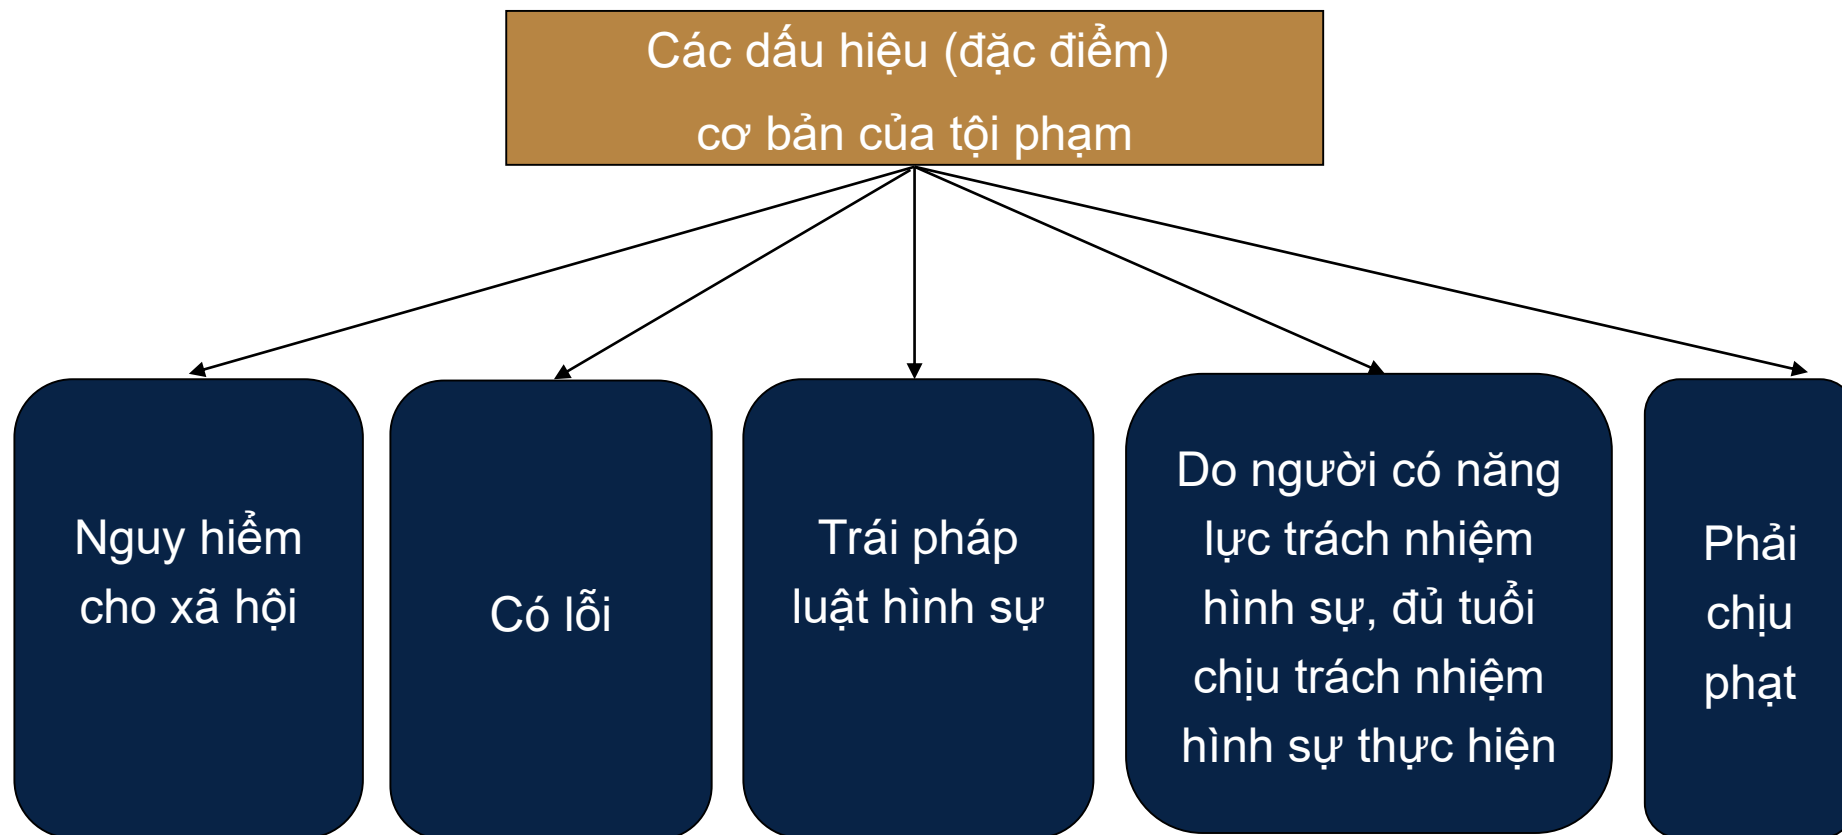 Các dấu hiệu (đặc điểm)
cơ bản của tội phạm
Nguy hiểm
cho xã hội
Có lỗi
Trái pháp
luật hình sự
Do người có năng
lực trách nhiệm
hình sự, đủ tuổi
chịu trách nhiệm
hình sự thực hiện
Phải
chịu
phạt